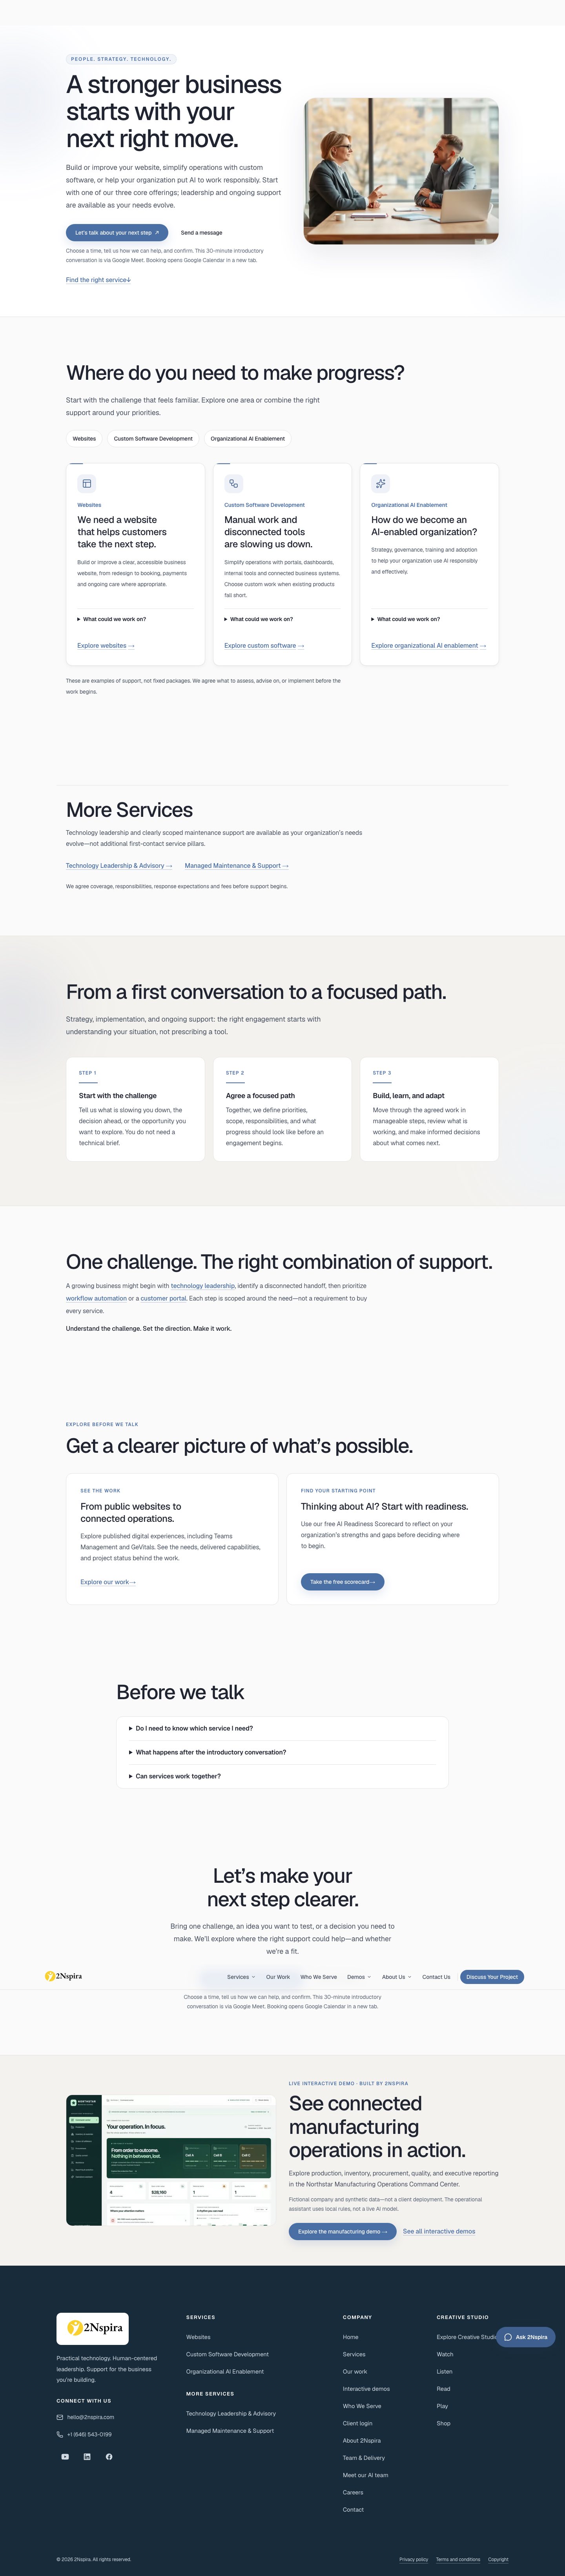 PEOPLE. STRATEGY. TECHNOLOGY.
A stronger business
starts with your
next right move.
Build or improve your website, simplify operations with custom
software, or help your organization put AI to work responsibly. Start
with one of our three core offerings; leadership and ongoing support
are available as your needs evolve.
Let's talk about your next step ↗
Send a message
Choose a time, tell us how we can help, and confirm. This 30-minute introductory
conversation is via Google Meet. Booking opens Google Calendar in a new tab.
Find the right service↓
Where do you need to make progress?
Start with the challenge that feels familiar. Explore one area or combine the right
support around your priorities.
Websites
Custom Software Development
Organizational AI Enablement
Websites
We need a website
that helps customers
take the next step.
Build or improve a clear, accessible business
website, from redesign to booking, payments
and ongoing care where appropriate.
What could we work on?
Explore websites →
Custom Software Development
Manual work and
disconnected tools
are slowing us down.
Simplify operations with portals, dashboards,
internal tools and connected business systems.
Choose custom work when existing products
fall short.
What could we work on?
Explore custom software →
Organizational AI Enablement
How do we become an
AI-enabled organization?
Strategy, governance, training and adoption
to help your organization use AI responsibly
and effectively.
What could we work on?
Explore organizational AI enablement →
These are examples of support, not fixed packages. We agree what to assess, advise on, or implement before the
work begins.
More Services
Technology leadership and clearly scoped maintenance support are available as your organization's needs
evolve—not additional first-contact service pillars.
Technology Leadership & Advisory →
Managed Maintenance & Support →
We agree coverage, responsibilities, response expectations and fees before support begins.
From a first conversation to a focused path.
Strategy, implementation, and ongoing support: the right engagement starts with
understanding your situation, not prescribing a tool.
STEP 1
Start with the challenge
Tell us what is slowing you down, the
decision ahead, or the opportunity you
want to explore. You do not need a
technical brief.
STEP 2
Agree a focused path
Together, we define priorities,
scope, responsibilities, and what
progress should look like before an
engagement begins.
STEP 3
Build, learn, and adapt
Move through the agreed work in
manageable steps, review what is
working, and make informed decisions
about what comes next.
One challenge. The right combination of support.
A growing business might begin with technology leadership, identify a disconnected handoff, then prioritize
workflow automation or a customer portal. Each step is scoped around the need—not a requirement to buy
every service.
Understand the challenge. Set the direction. Make it work.
EXPLORE BEFORE WE TALK
Get a clearer picture of what's possible.
SEE THE WORK
From public websites to
connected operations.
Explore published digital experiences, including Teams
Management and GeVitals. See the needs, delivered capabilities,
and project status behind the work.
Explore our work→
FIND YOUR STARTING POINT
Thinking about AI? Start with readiness.
Use our free AI Readiness Scorecard to reflect on your
organization's strengths and gaps before deciding where
to begin.
Take the free scorecard→
Before we talk
Do I need to know which service I need?
What happens after the introductory conversation?
Can services work together?
Let's make your
next step clearer.
Bring one challenge, an idea you want to test, or a decision you need to
make. We'll explore where the right support could help—and whether
we're a fit.
2Nspira
Services
Our Work
Who We Serve
Demos
About Us
Contact Us
Discuss Your Project
Choose a time, tell us how we can help, and confirm. This 30-minute introductory
conversation is via Google Meet. Booking opens Google Calendar in a new tab.
Your operation. In focus.
From order to outcome.
Nothing in between, lost.
LIVE INTERACTIVE DEMO · BUILT BY 2NSPIRA
See connected
manufacturing
operations in action.
Explore production, inventory, procurement, quality, and executive reporting
in the Northstar Manufacturing Operations Command Center.
Fictional company and synthetic data—not a client deployment. The operational
assistant uses local rules, not a live AI model.
Explore the manufacturing demo →
See all interactive demos
2Nspira
Practical technology. Human-centered
leadership. Support for the business
you're building.
CONNECT WITH US
hello@2nspira.com
+1 (646) 543-0199
SERVICES
Websites
Custom Software Development
Organizational AI Enablement
MORE SERVICES
Technology Leadership & Advisory
Managed Maintenance & Support
COMPANY
Home
Services
Our work
Interactive demos
Who We Serve
Client login
About 2Nspira
Team & Delivery
Meet our AI team
Careers
Contact
CREATIVE STUDIO
Explore Creative Studio
Watch
Listen
Read
Play
Shop
Ask 2Nspira
© 2026 2Nspira. All rights reserved.
Privacy policy
Terms and conditions
Copyright